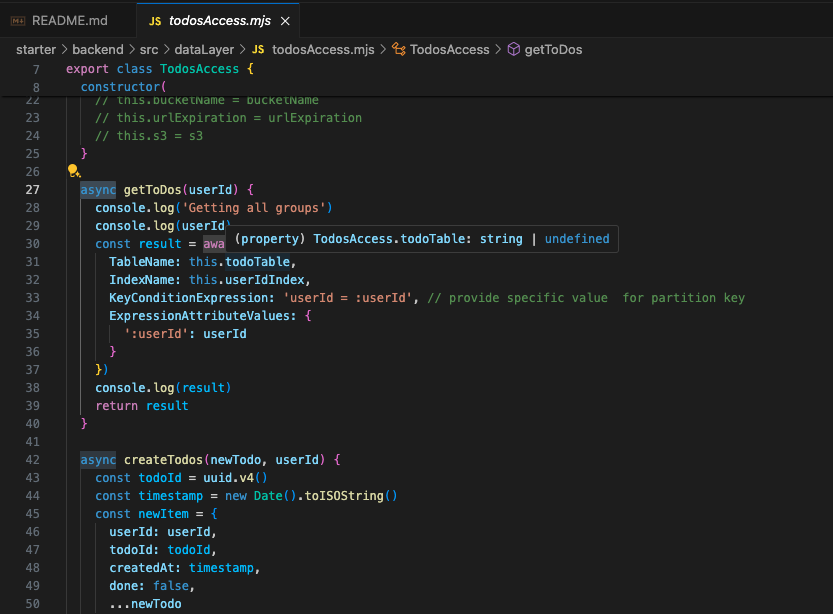 README.md
JS todosAccess.mjs ×
starter > backend > src > dataLayer > JS todosAccess.mjs > TodosAccess > getToDos
7 export class TodosAccess {
8 constructor(
22 // this.bucketName = bucketName
23 // this.urlExpiration = urlExpiration
24 // this.s3 = s3
25 }
26
27 async getToDos(userId) {
28 console.log('Getting all groups')
29 console.log(userId)
30 const result = awa
(property) TodosAccess.todoTable: string | undefined
31 TableName: this.todoTable,
32 IndexName: this.userIdIndex,
33 KeyConditionExpression: 'userId = :userId', // provide specific value  for partition key
34 ExpressionAttributeValues: {
35 ':userId': userId
36 }
37 })
38 console.log(result)
39 return result
40 }
41
42 async createTodos(newTodo, userId) {
43 const todoId = uuid.v4()
44 const timestamp = new Date().toISOString()
45 const newItem = {
46 userId: userId,
47 todoId: todoId,
48 createdAt: timestamp,
49 done: false,
50 ...newTodo